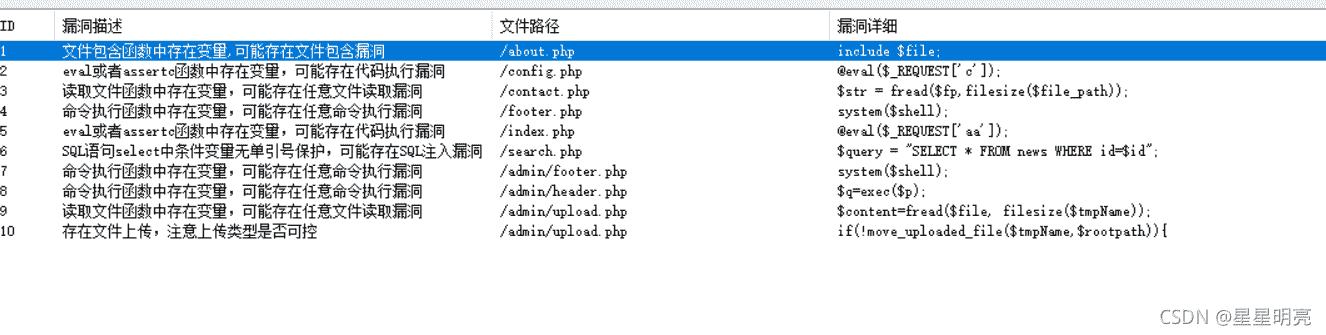 ID 漏洞描述 文件路径 漏洞详细
1 文件包含函数中存在变量,可能存在文件包含漏洞 /about.php include $file;
2 eval或者assertc函数中存在变量，可能存在代码执行漏洞 /config.php @eval($_REQUEST['c']);
3 读取文件函数中存在变量，可能存在任意文件读取漏洞 /contact.php $str = fread($fp,filesize($file_path));
4 命令执行函数中存在变量，可能存在任意命令执行漏洞 /footer.php system($shell);
5 eval或者assertc函数中存在变量，可能存在代码执行漏洞 /index.php @eval($_REQUEST['aa']);
6 SQL语句select中条件变量无单引号保护，可能存在SQL注入漏洞 /search.php $query = "SELECT * FROM news WHERE id=$id";
7 命令执行函数中存在变量，可能存在任意命令执行漏洞 /admin/footer.php system($shell);
8 命令执行函数中存在变量，可能存在任意命令执行漏洞 /admin/header.php $q=exec($p);
9 读取文件函数中存在变量，可能存在任意文件读取漏洞 /admin/upload.php $content=fread($file, filesize($tmpName));
10 存在文件上传，注意上传类型是否可控 /admin/upload.php if(!move_uploaded_file($tmpName,$rootpath)){
CSDN @星星明亮